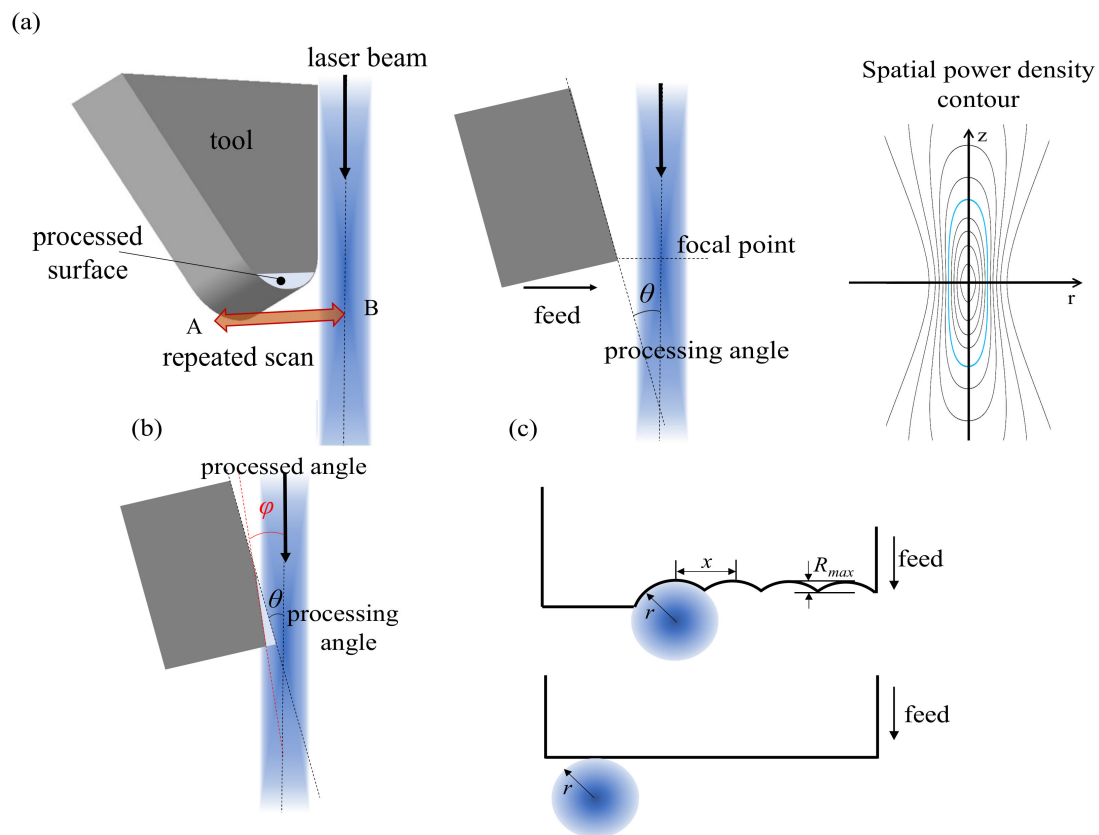 (a)
laser beam
tool
processed
surface
A
B
repeated scan
focal point
θ
feed
processing angle
Spatial power density
contour
z
r
(b)
processed angle
φ
θ
processing
angle
(c)
x
R_max
feed
r
feed
r